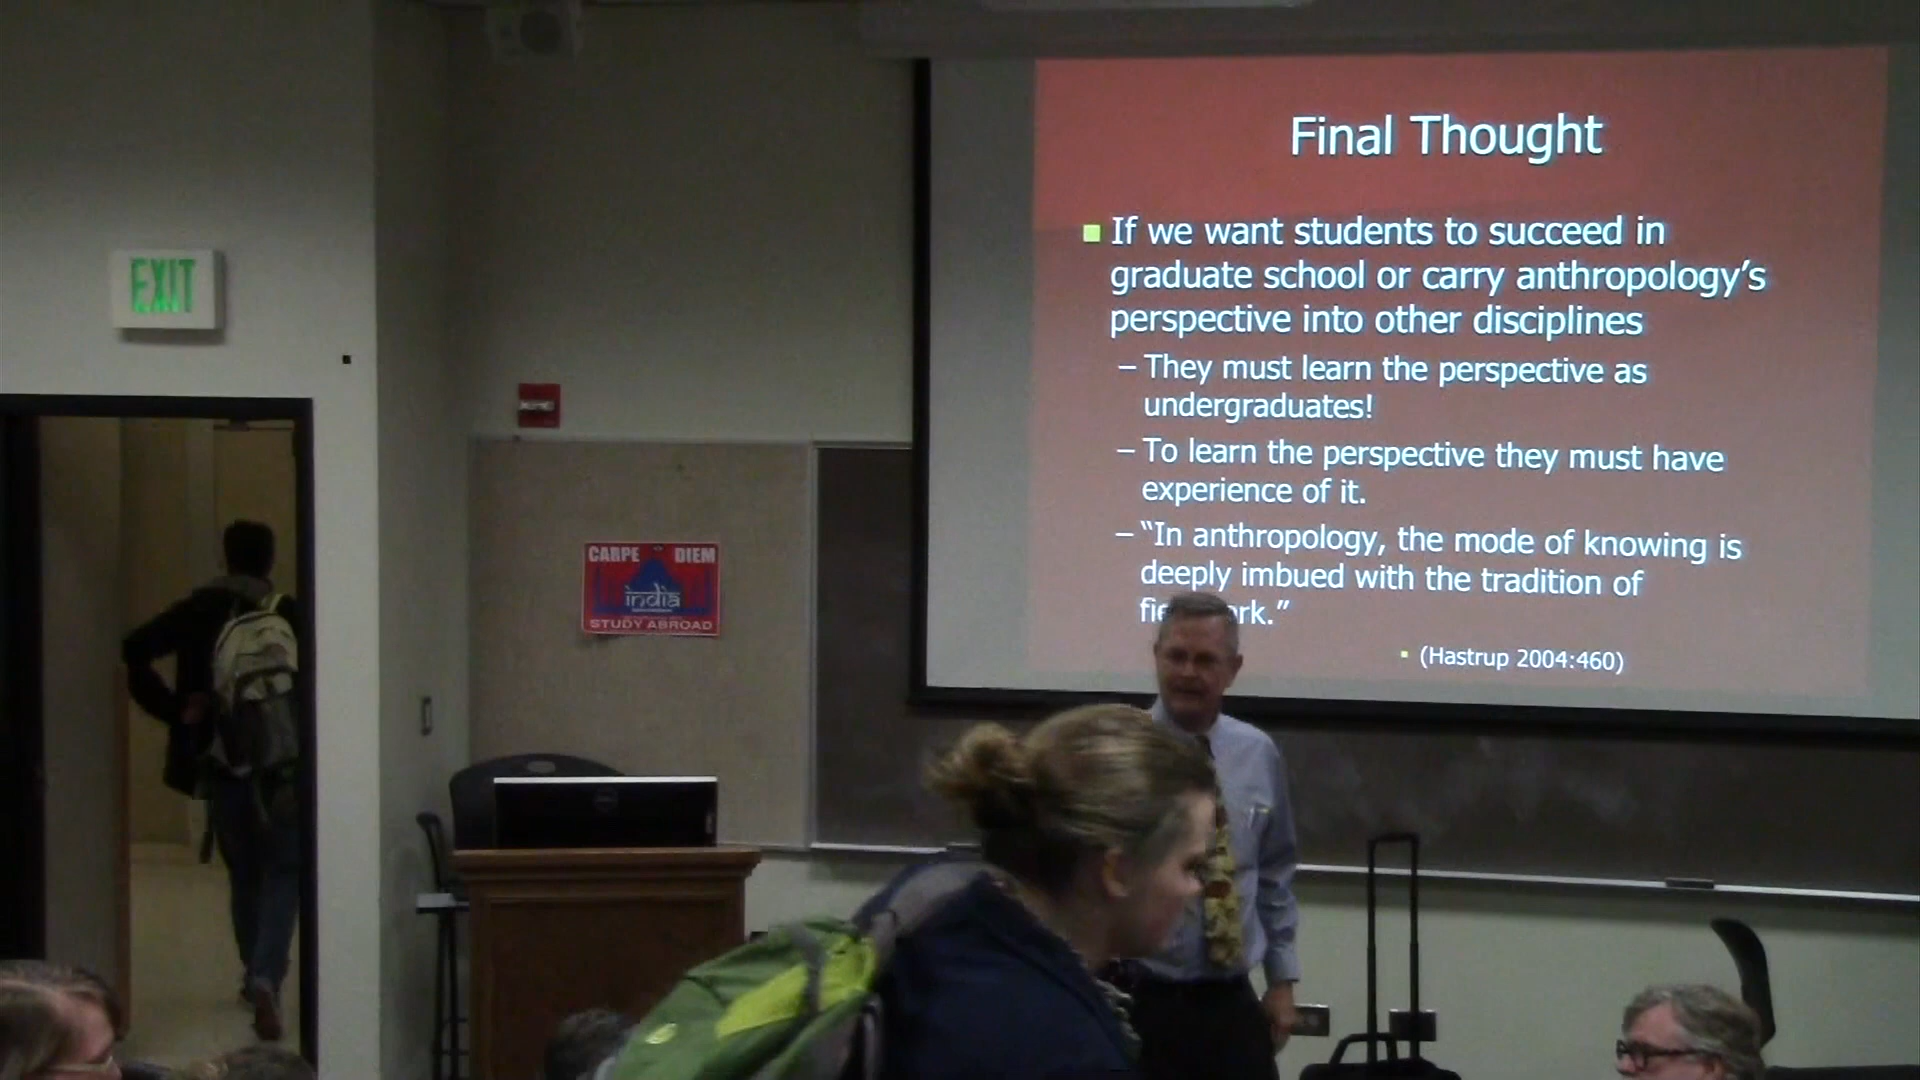 EXIT
CARPE DIEM
india
STUDY ABROAD
Final Thought
If we want students to succeed in
graduate school or carry anthropology's
perspective into other disciplines
– They must learn the perspective as
undergraduates!
– To learn the perspective they must have
experience of it.
– “In anthropology, the mode of knowing is
deeply imbued with the tradition of
fie rk.”
(Hastrup 2004:460)